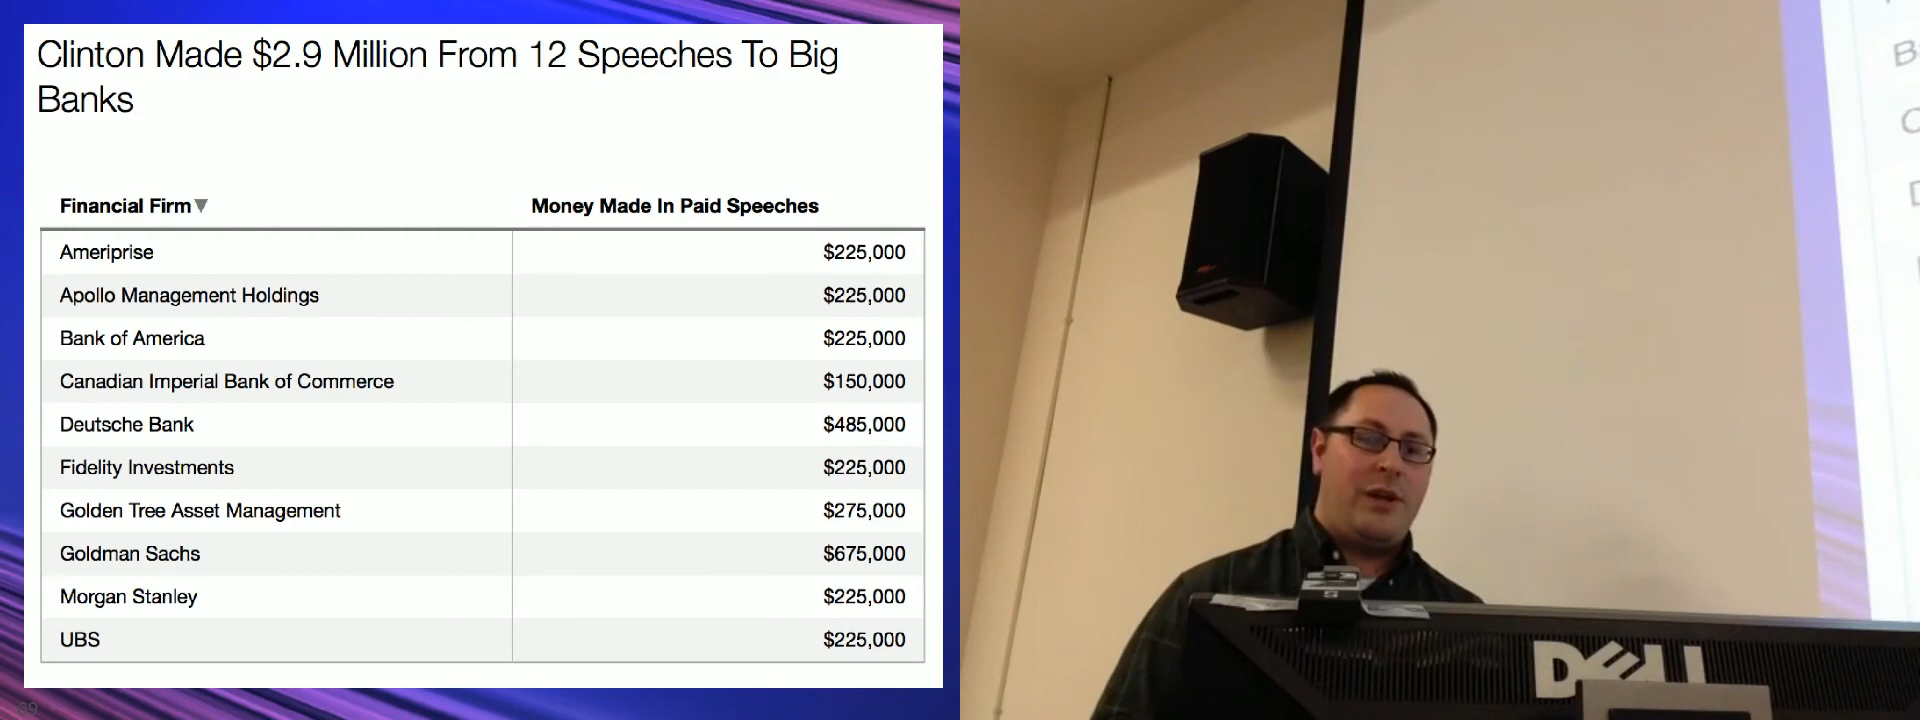 Clinton Made $2.9 Million From 12 Speeches To Big
Banks
Financial Firm▼ Money Made In Paid Speeches
Ameriprise $225,000
Apollo Management Holdings $225,000
Bank of America $225,000
Canadian Imperial Bank of Commerce $150,000
Deutsche Bank $485,000
Fidelity Investments $225,000
Golden Tree Asset Management $275,000
Goldman Sachs $675,000
Morgan Stanley $225,000
UBS $225,000
69
DELL